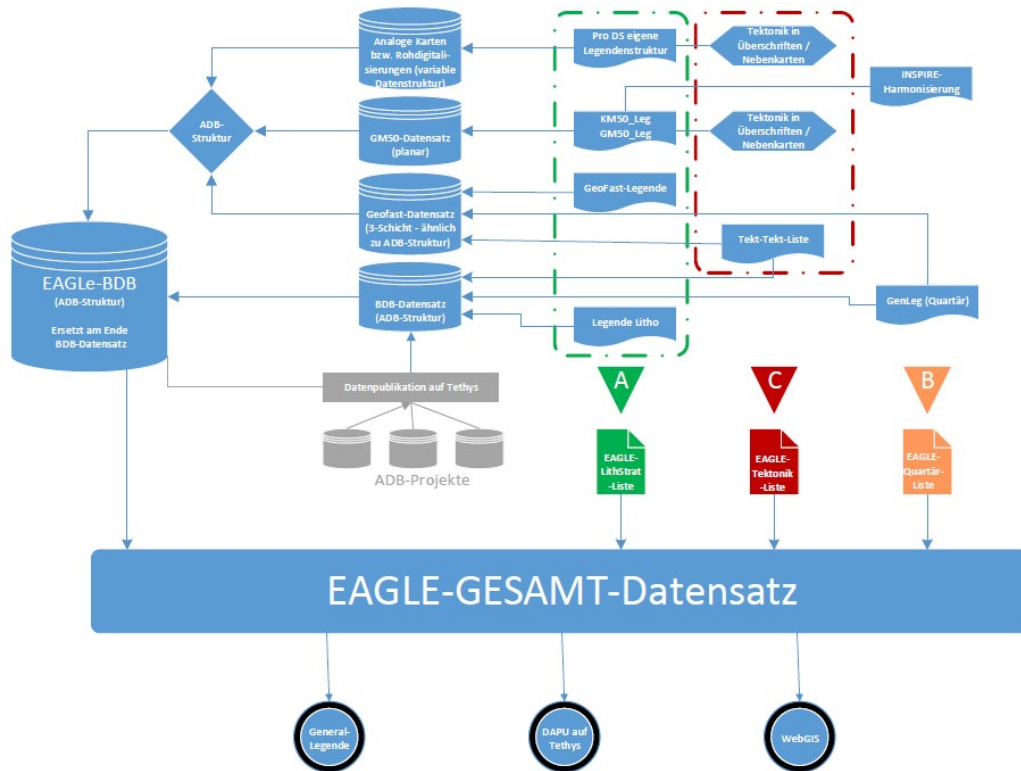 Analoge Karten
bzw. Rohdigitali-
sierungen (variable
Datenstruktur)
Pro DS eigene
Legendenstruktur
Tektonik in
Überschriften /
Nebenkarten
INSPIRE-
Harmonisierung
ADB-
Struktur
GM50-Datensatz
(planar)
KM50_Leg
GM50_Leg
Tektonik in
Überschriften /
Nebenkarten
GeoFast-Legende
Geofast-Datensatz
(3-Schicht - ähnlich
zu ADB-Struktur)
Tekt-Tekt-Liste
EAGLe-BDB
(ADB-Struktur)
Ersetzt am Ende
BDB-Datensatz
BDB-Datensatz
(ADB-Struktur)
Legende Litho
GenLeg (Quartär)
Datenpublikation auf Tethys
ADB-Projekte
A
C
B
EAGLE-
LithStrat
-Liste
EAGLE-
Tektonik
-Liste
EAGLE-
Quartär-
Liste
EAGLE-GESAMT-Datensatz
General-
Legende
DAPU auf
Tethys
WebGIS